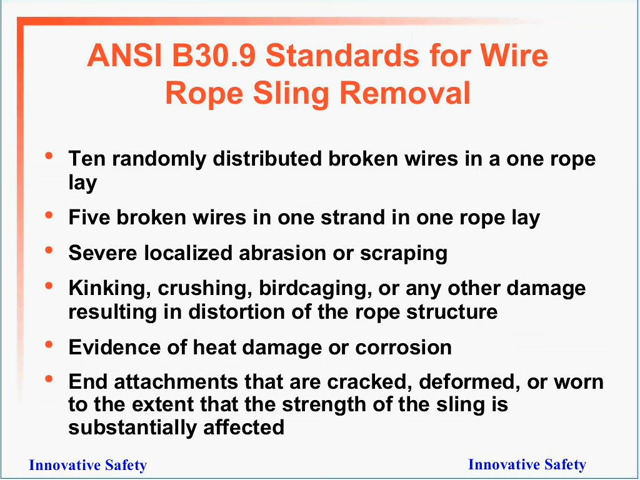 ANSI B30.9 Standards for Wire
Rope Sling Removal
• Ten randomly distributed broken wires in a one rope
lay
• Five broken wires in one strand in one rope lay
• Severe localized abrasion or scraping
• Kinking, crushing, birdcaging, or any other damage
resulting in distortion of the rope structure
• Evidence of heat damage or corrosion
• End attachments that are cracked, deformed, or worn
to the extent that the strength of the sling is
substantially affected
Innovative Safety
Innovative Safety